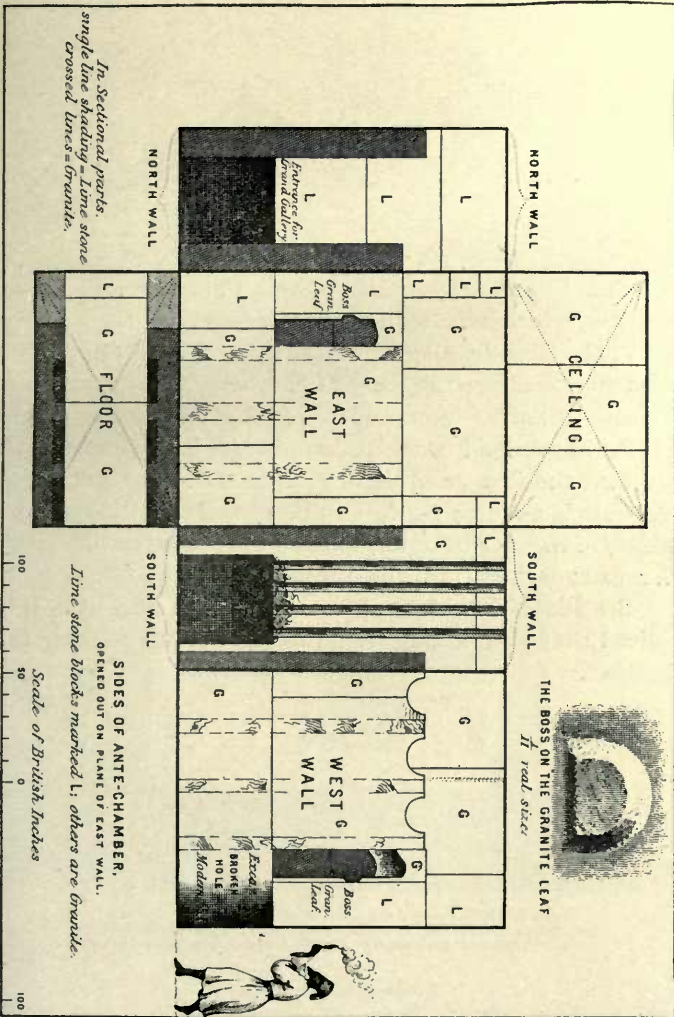 NORTH WALL
CEILING
G
G
G
SOUTH WALL
THE BOSS ON THE GRANITE LEAF
real size
L
L
L
Entrance for
Grand Gallery
L
L
L
L
G
G
G
L
L
Boss
Gran.
Leaf
G
G
EAST
WALL
G
L
G
G
G
L
G
G
G
L
G
WEST
WALL
G
G
Boss
Gran.
Leaf.
L
G
BROKEN
HOLE
Modern
NORTH WALL
SOUTH WALL
L
G
FLOOR
G
In Sectional parts,
single line shading = Lime stone
crossed lines = Granite.
SIDES OF ANTE-CHAMBER,
OPENED OUT ON PLANE OF EAST WALL.
Lime stone blocks marked L; others are Granite.
Scale of British Inches
100
50
0
100